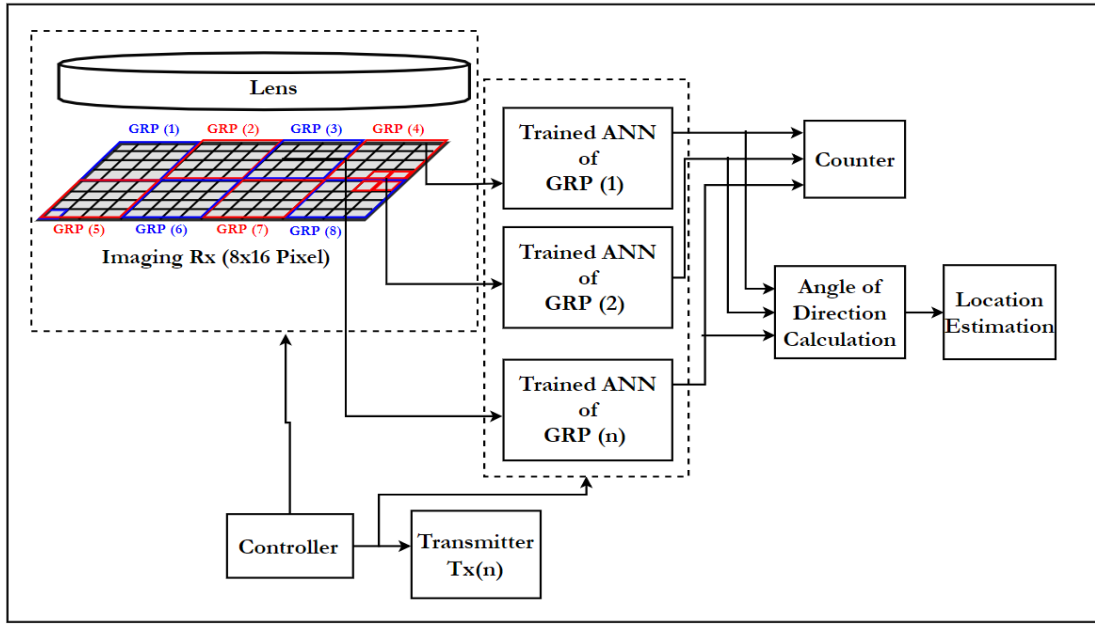 Lens
GRP (1)
GRP (2)
GRP (3)
GRP (4)
GRP (5)
GRP (6)
GRP (7)
GRP (8)
Imaging Rx (8x16 Pixel)
Trained ANN
of
GRP (1)
Trained ANN
of
GRP (2)
Trained ANN
of
GRP (n)
Counter
Angle of
Direction
Calculation
Location
Estimation
Controller
Transmitter
Tx(n)